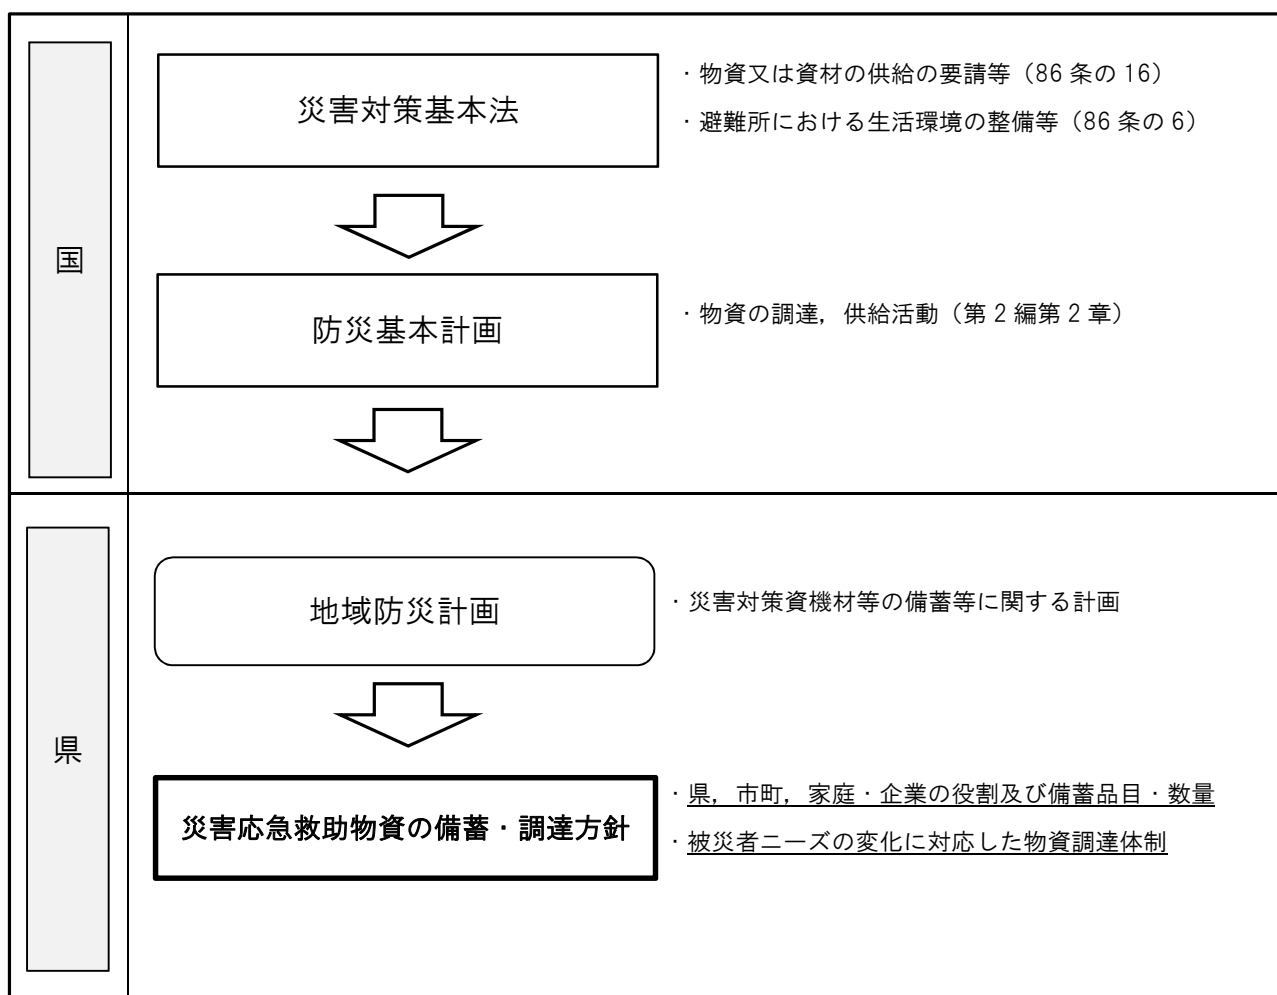 国
災害対策基本法
・物資又は資材の供給の要請等（86 条の 16）
・避難所における生活環境の整備等（86 条の 6）
防災基本計画
・物資の調達，供給活動（第２編第２章）
県
地域防災計画
・災害対策資機材等の備蓄等に関する計画
災害応急救助物資の備蓄・調達方針
・県，市町，家庭・企業の役割及び備蓄品目・数量
・被災者ニーズの変化に対応した物資調達体制